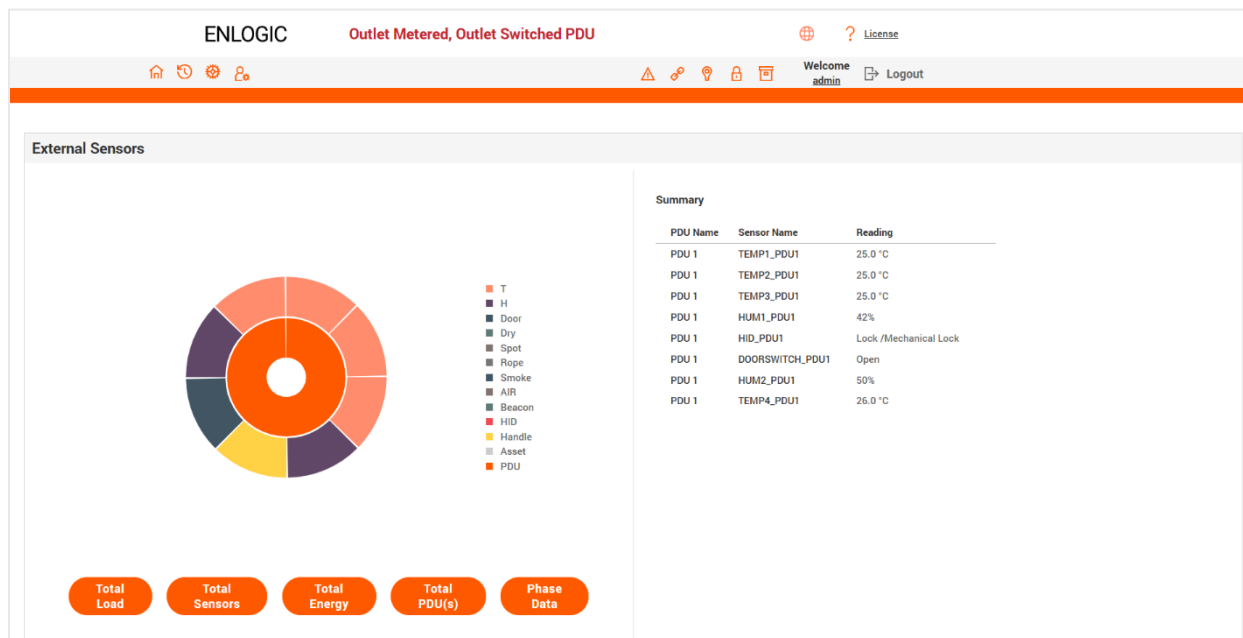 ENLOGIC Outlet Metered, Outlet Switched PDU ? License
Welcome
admin
Logout
External Sensors
T
H
Door
Dry
Spot
Rope
Smoke
AIR
Beacon
HID
Handle
Asset
PDU
Total
Load
Total
Sensors
Total
Energy
Total
PDU(s)
Phase
Data
Summary
PDU Name Sensor Name Reading
PDU 1 TEMP1_PDU1 25.0 °C
PDU 1 TEMP2_PDU1 25.0 °C
PDU 1 TEMP3_PDU1 25.0 °C
PDU 1 HUM1_PDU1 42%
PDU 1 HID_PDU1 Lock /Mechanical Lock
PDU 1 DOORSWITCH_PDU1 Open
PDU 1 HUM2_PDU1 50%
PDU 1 TEMP4_PDU1 26.0 °C